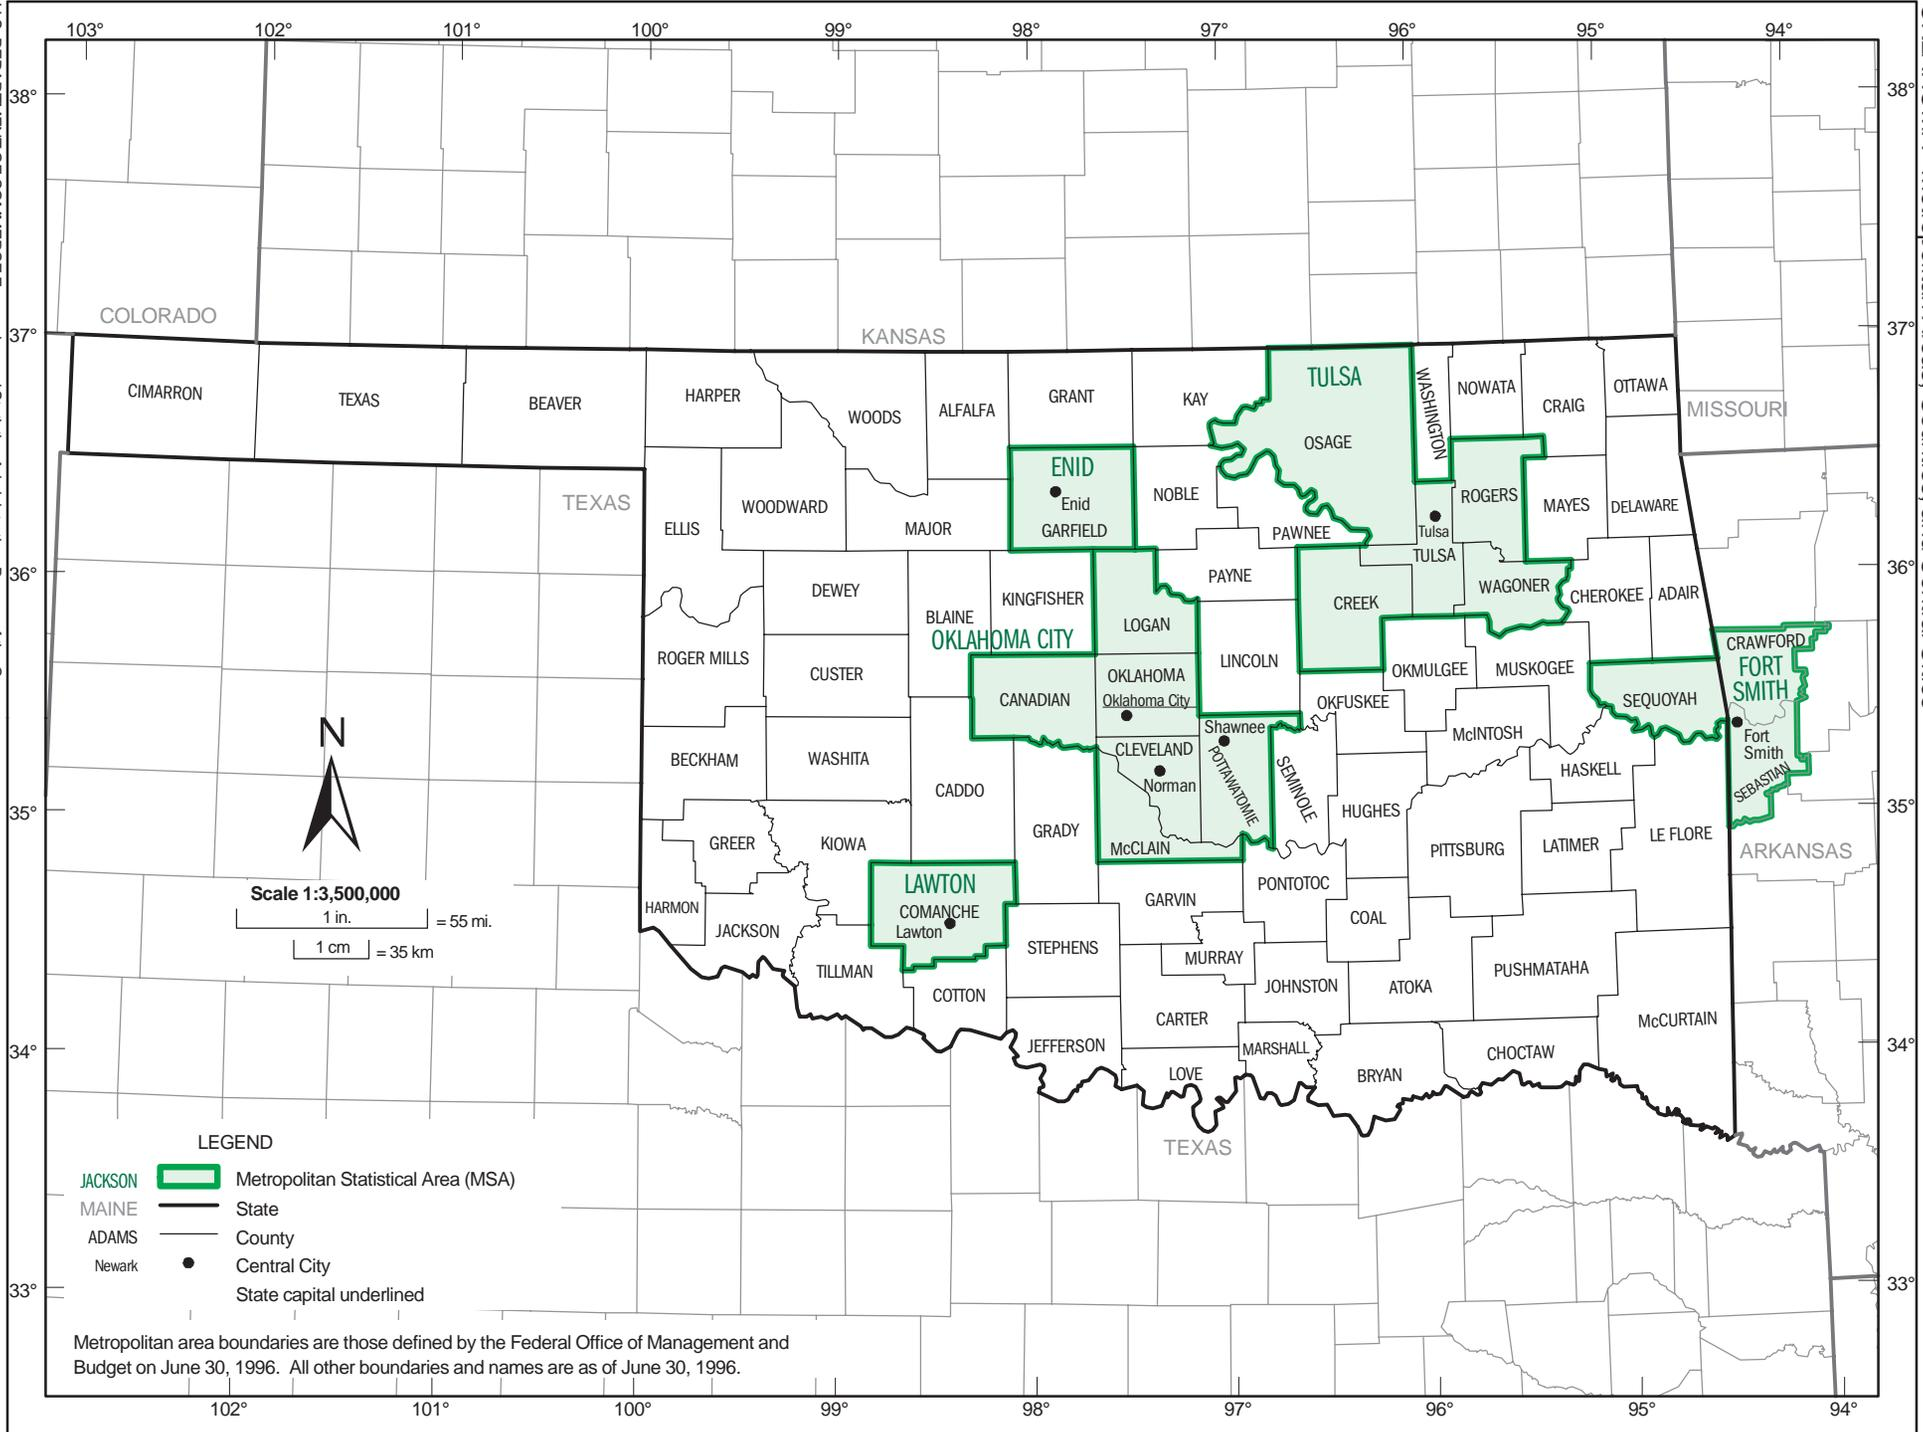 103° 102° 101° 100° 99° 98° 97° 96° 95° 94°
38° 38°
COLORADO
37° KANSAS 37°
CIMARRON TEXAS BEAVER HARPER WOODS ALFALFA GRANT KAY TULSA WASHINGTON NOWATA CRAIG OTTAWA
MISSOURI
OSAGE
TEXAS ELLIS WOODWARD MAJOR ENID
Enid
GARFIELD
NOBLE PAWNEE ROGERS MAYES DELAWARE
Tulsa
TULSA
36° 36°
DEWEY BLAINE KINGFISHER PAYNE CREEK WAGONER CHEROKEE ADAIR
OKLAHOMA CITY LOGAN
CRAWFORD
ROGER MILLS CUSTER LINCOLN OKMULGEE MUSKOGEE
FORT
SMITH
CANADIAN OKLAHOMA
Oklahoma City
OKFUSKEE SEQUOYAH
N
Shawnee McINTOSH
Fort
Smith
BECKHAM WASHITA CLEVELAND
Norman
POTTAWATOMIE SEMINOLE HASKELL SEBASTIAN
35° CADDO 35°
GRADY HUGHES
GREER KIOWA McCLAIN PITTSBURG LATIMER LE FLORE
ARKANSAS
LAWTON
COMANCHE
Lawton
Scale 1:3,500,000
1 in. = 55 mi.
1 cm = 35 km
HARMON JACKSON GARVIN PONTOTOC COAL
STEPHENS MURRAY
TILLMAN COTTON JOHNSTON ATOKA PUSHMATAHA
CARTER McCURTAIN
34° JEFFERSON MARSHALL CHOCTAW 34°
LOVE BRYAN
TEXAS
LEGEND
JACKSON Metropolitan Statistical Area (MSA)
MAINE State
ADAMS County
Newark Central City
State capital underlined
33° 33°
Metropolitan area boundaries are those defined by the Federal Office of Management and
Budget on June 30, 1996. All other boundaries and names are as of June 30, 1996.
102° 101° 100° 99° 98° 97° 96° 95° 94°